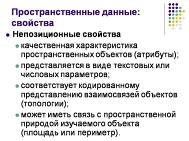 Пространственные данные:
свойства
Непозиционные свойства
качественная характеристика
пространственных объектов (атрибуты);
представляется в виде текстовых или
числовых параметров;
соответствует кодированному
представлению взаимосвязей объектов
(топологии);
может иметь связь с пространственной
природой изучаемого объекта
(площадь или периметр).